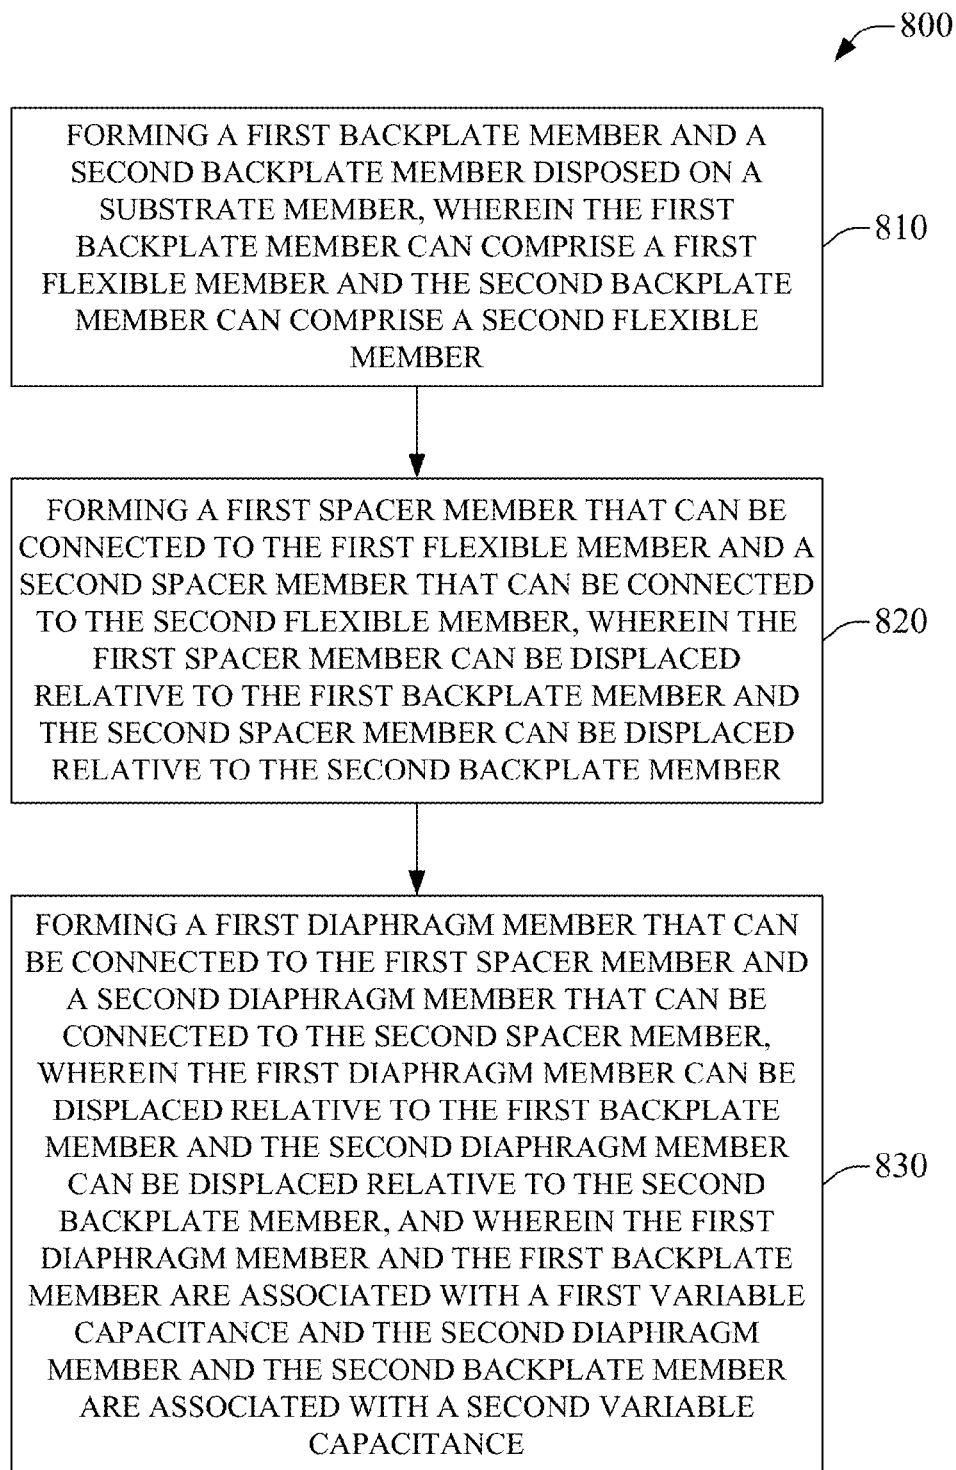 800
FORMING A FIRST BACKPLATE MEMBER AND A
SECOND BACKPLATE MEMBER DISPOSED ON A
SUBSTRATE MEMBER, WHEREIN THE FIRST
BACKPLATE MEMBER CAN COMPRISE A FIRST
FLEXIBLE MEMBER AND THE SECOND BACKPLATE
MEMBER CAN COMPRISE A SECOND FLEXIBLE
MEMBER
810
FORMING A FIRST SPACER MEMBER THAT CAN BE
CONNECTED TO THE FIRST FLEXIBLE MEMBER AND A
SECOND SPACER MEMBER THAT CAN BE CONNECTED
TO THE SECOND FLEXIBLE MEMBER, WHEREIN THE
FIRST SPACER MEMBER CAN BE DISPLACED
RELATIVE TO THE FIRST BACKPLATE MEMBER AND
THE SECOND SPACER MEMBER CAN BE DISPLACED
RELATIVE TO THE SECOND BACKPLATE MEMBER
820
FORMING A FIRST DIAPHRAGM MEMBER THAT CAN
BE CONNECTED TO THE FIRST SPACER MEMBER AND
A SECOND DIAPHRAGM MEMBER THAT CAN BE
CONNECTED TO THE SECOND SPACER MEMBER,
WHEREIN THE FIRST DIAPHRAGM MEMBER CAN BE
DISPLACED RELATIVE TO THE FIRST BACKPLATE
MEMBER AND THE SECOND DIAPHRAGM MEMBER
CAN BE DISPLACED RELATIVE TO THE SECOND
BACKPLATE MEMBER, AND WHEREIN THE FIRST
DIAPHRAGM MEMBER AND THE FIRST BACKPLATE
MEMBER ARE ASSOCIATED WITH A FIRST VARIABLE
CAPACITANCE AND THE SECOND DIAPHRAGM
MEMBER AND THE SECOND BACKPLATE MEMBER
ARE ASSOCIATED WITH A SECOND VARIABLE
CAPACITANCE
830